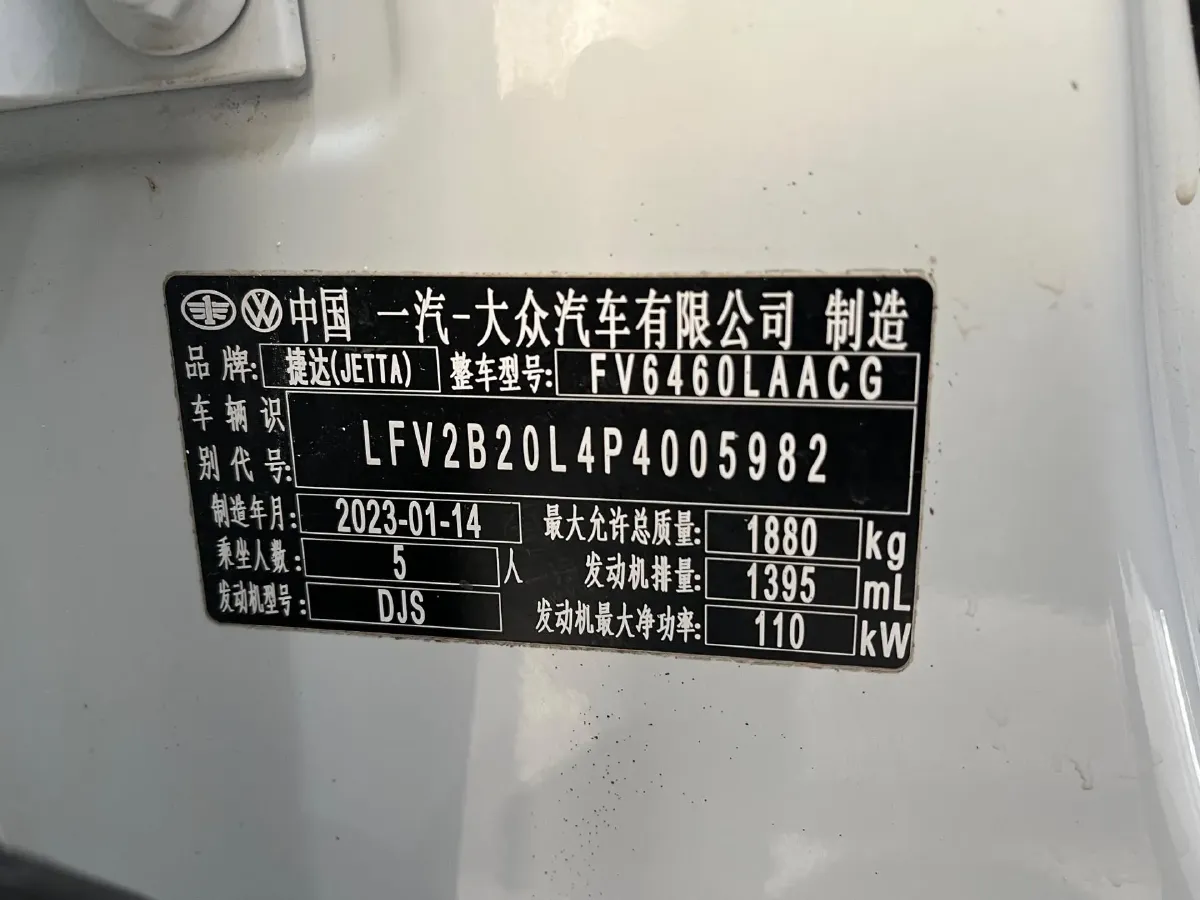 中国 一汽-大众汽车有限公司 制造
品牌: 捷达(JETTA) 整车型号: FV6460LAACG
车辆识别代号: LFV2B20L4P4005982
制造年月: 2023-01-14 最大允许总质量: 1880 kg
乘坐人数: 5 人 发动机排量: 1395 mL
发动机型号: DJS 发动机最大净功率: 110 kW